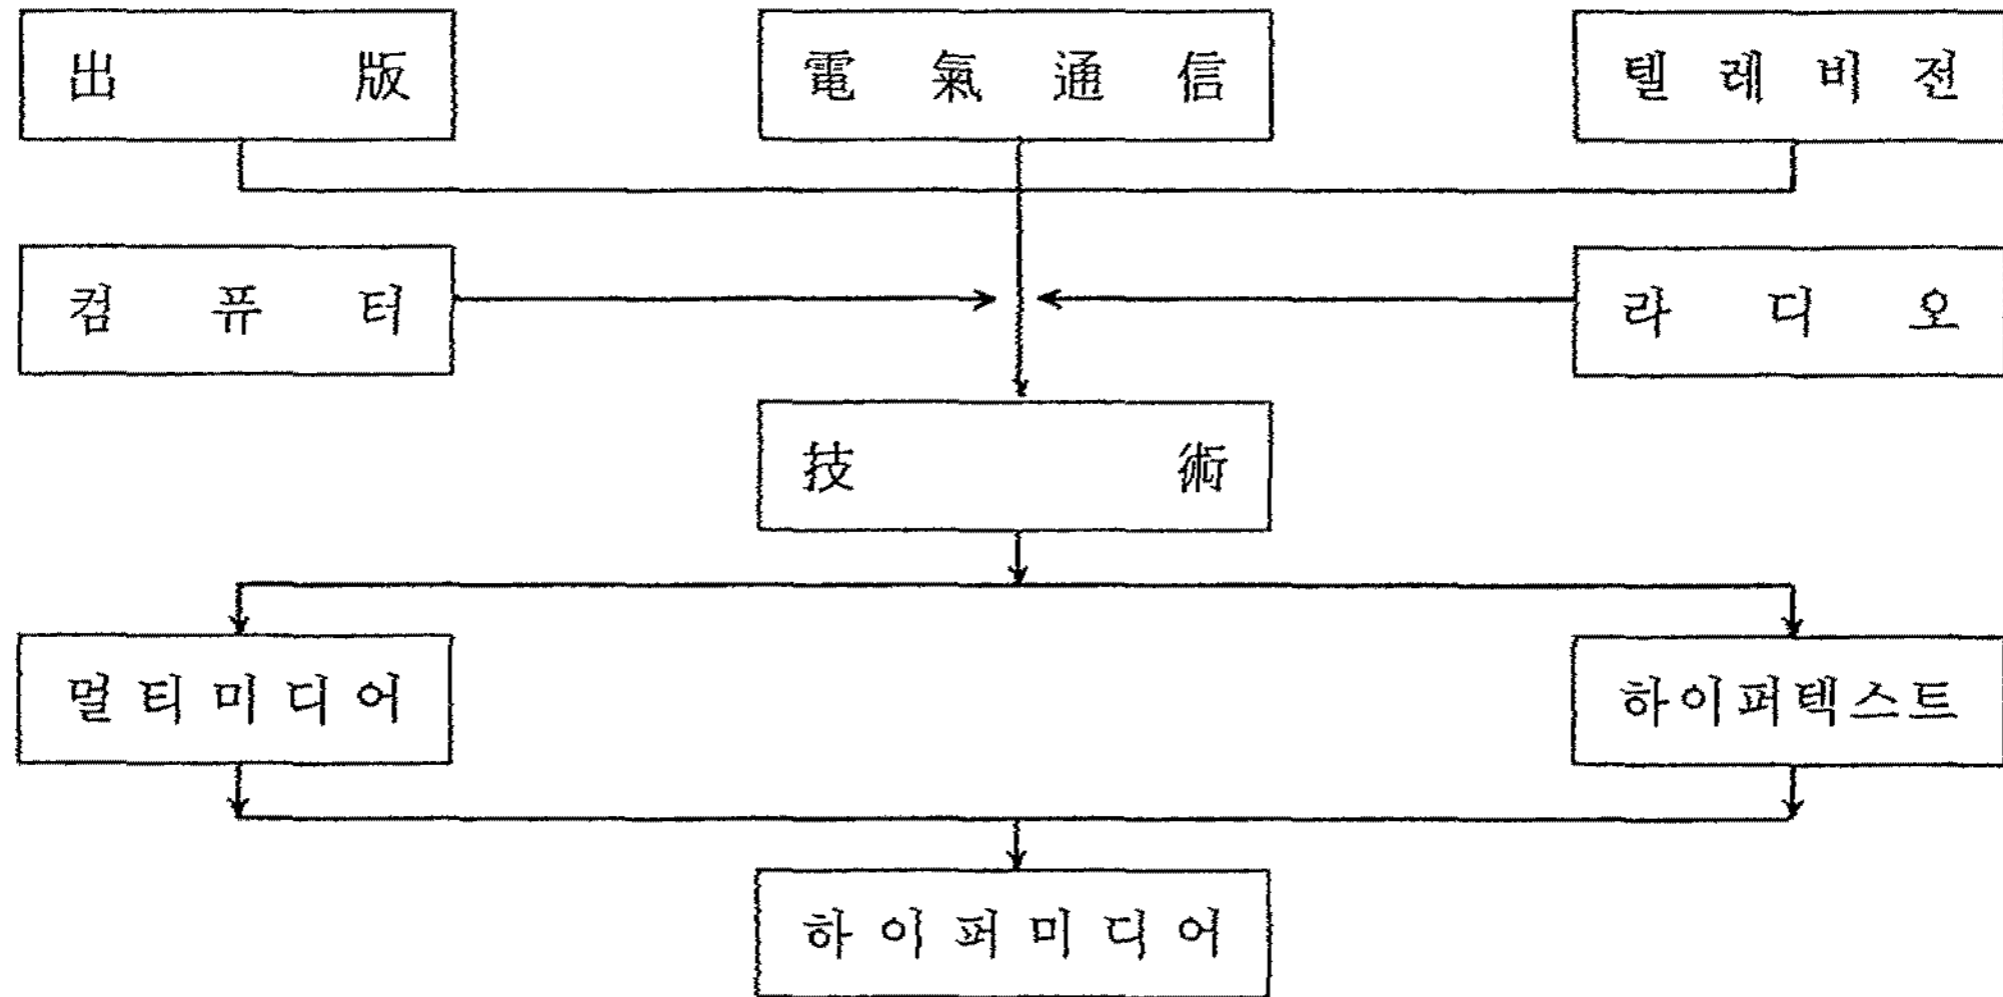 出版 電氣通信 텔레비전
컴퓨터 라디오
技術
멀티미디어 하이퍼텍스트
하이퍼미디어